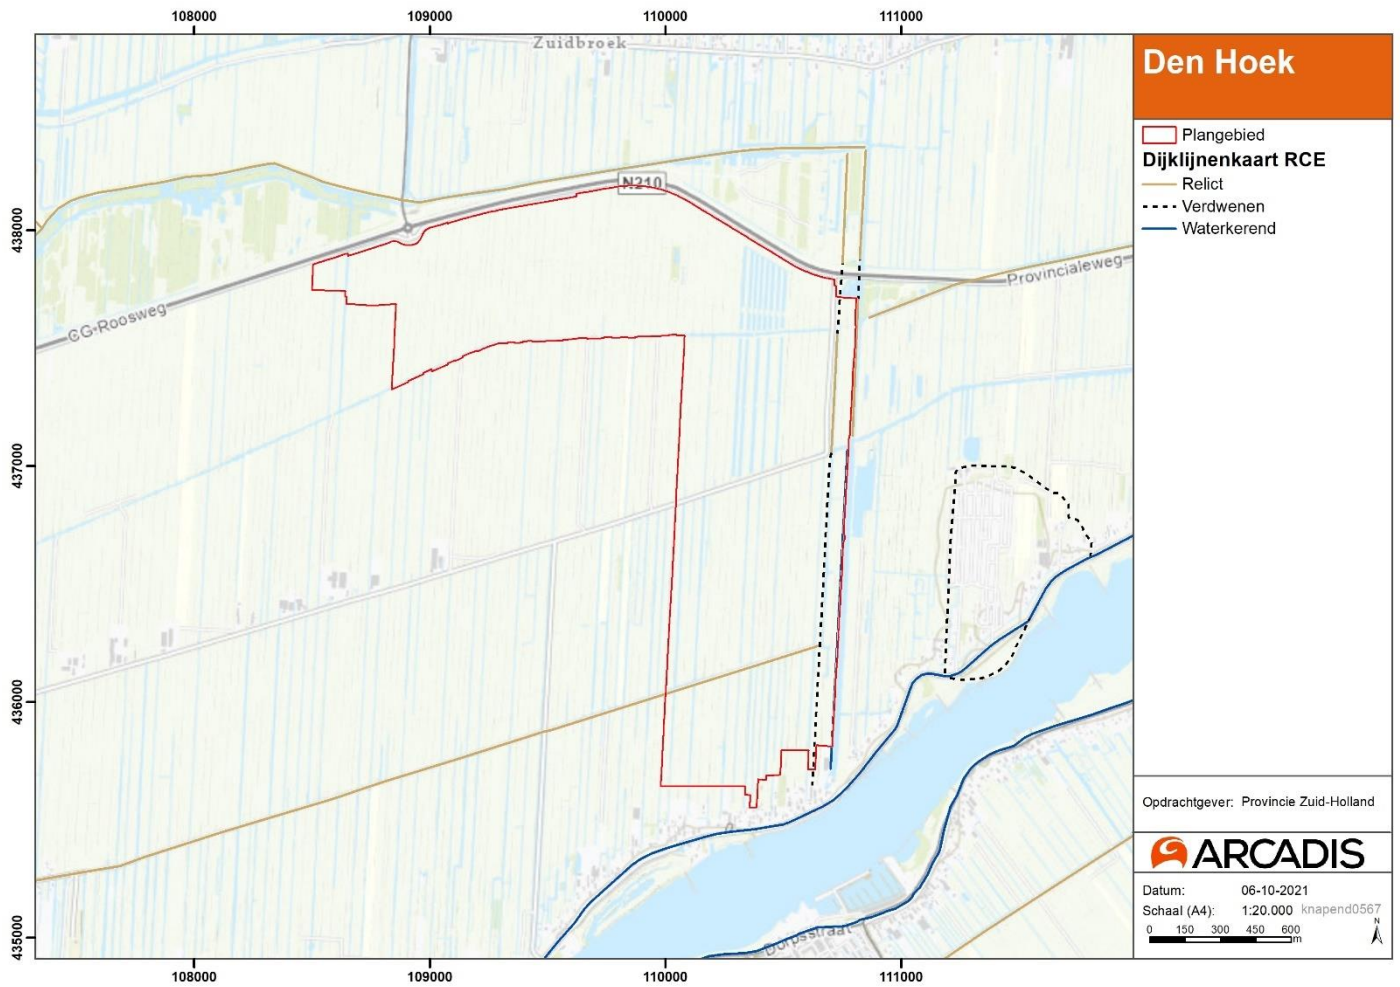 108000 109000 110000 111000
Zuidbroek
N210
438000
CG-Roosweg
Provincialeweg
437000
436000
435000
Dorpsstraat
108000 109000 110000 111000
Den Hoek
Plangebied
Dijklijnenkaart RCE
Relict
Verdwenen
Waterkerend
Opdrachtgever: Provincie Zuid-Holland
ARCADIS
Datum: 06-10-2021
Schaal (A4): 1:20.000 knapend0567
N
0 150 300 450 600
m